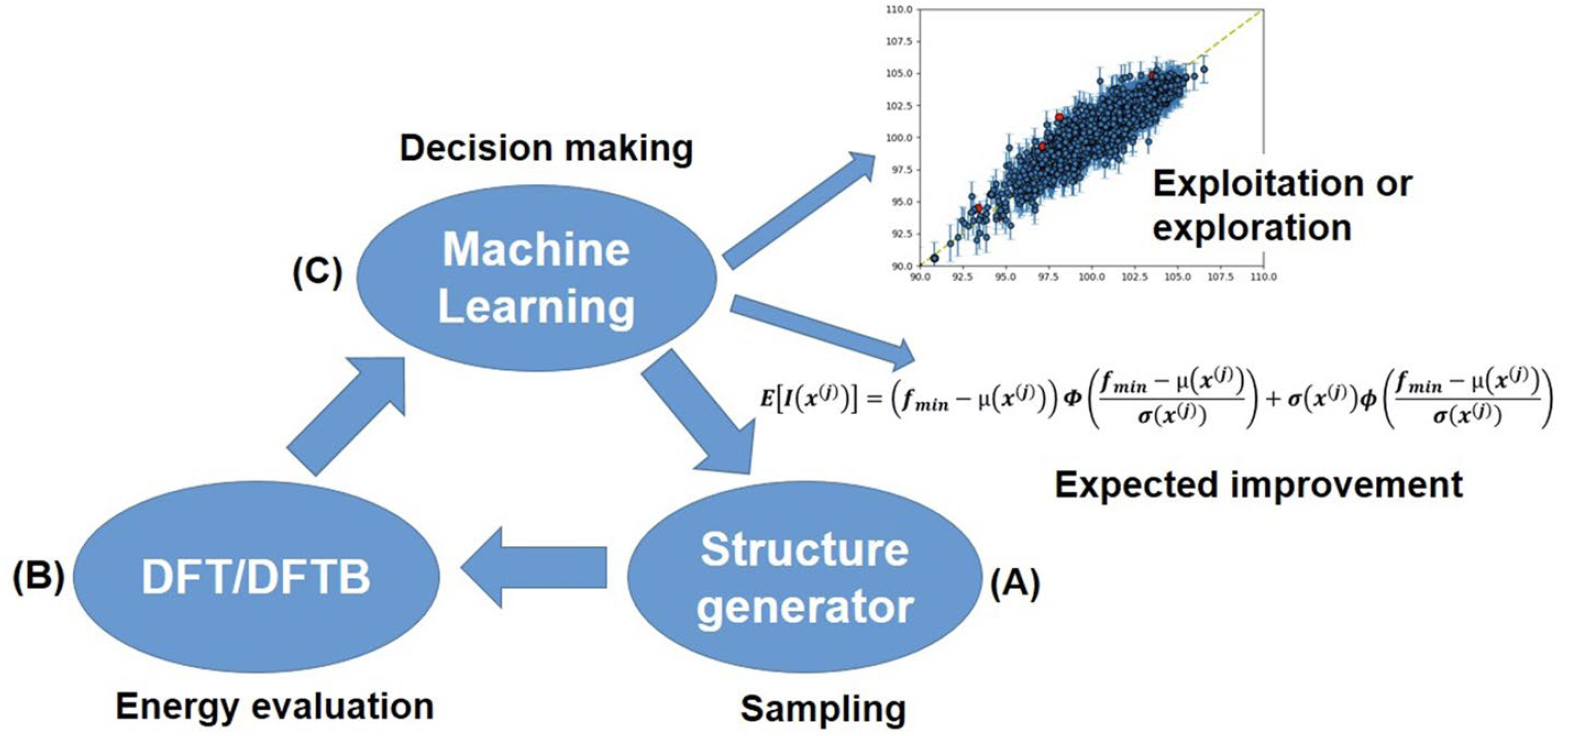 110.0
107.5
105.0
102.5
100.0
97.5
95.0
92.5
90.0
90.0 92.5 95.0 97.5 100.0 102.5 105.0 107.5 110.0
Exploitation or
exploration
Decision making
(C)
Machine
Learning
E[I(x^(j))] = (f_min − μ(x^(j))) Φ((f_min − μ(x^(j)))/σ(x^(j))) + σ(x^(j))ϕ((f_min − μ(x^(j)))/σ(x^(j)))
Expected improvement
(B)
DFT/DFTB
Structure
generator
(A)
Energy evaluation
Sampling